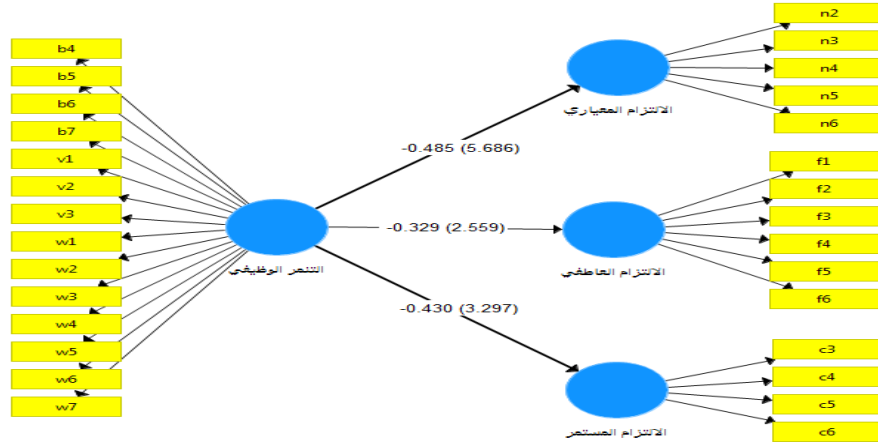 b4
b5
b6
b7
v1
v2
v3
w1
w2
w3
w4
w5
w6
w7
التنمر الوظيفي
-0.485 (5.686)
-0.329 (2.559)
-0.430 (3.297)
الالتزام المعياري
الالتزام العاطفي
الالتزام المستمر
n2
n3
n4
n5
n6
f1
f2
f3
f4
f5
f6
c3
c4
c5
c6